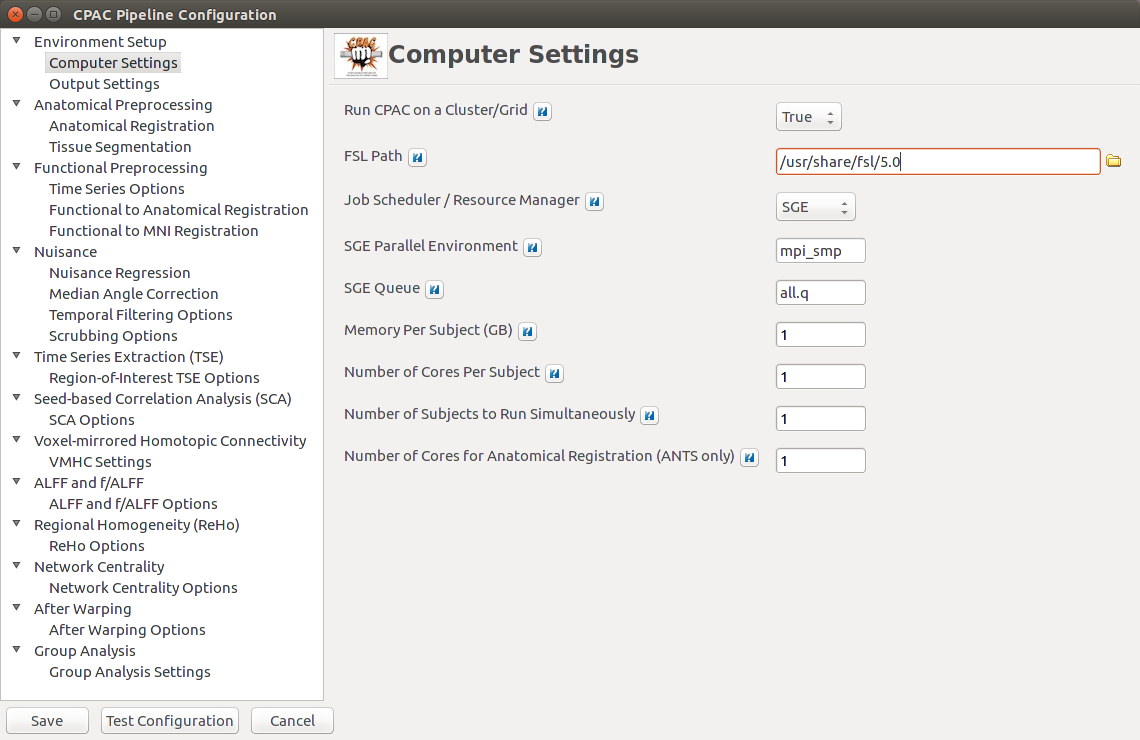 CPAC Pipeline Configuration
Environment Setup
Computer Settings
Output Settings
Anatomical Preprocessing
Anatomical Registration
Tissue Segmentation
Functional Preprocessing
Time Series Options
Functional to Anatomical Registration
Functional to MNI Registration
Nuisance
Nuisance Regression
Median Angle Correction
Temporal Filtering Options
Scrubbing Options
Time Series Extraction (TSE)
Region-of-Interest TSE Options
Seed-based Correlation Analysis (SCA)
SCA Options
Voxel-mirrored Homotopic Connectivity
VMHC Settings
ALFF and f/ALFF
ALFF and f/ALFF Options
Regional Homogeneity (ReHo)
ReHo Options
Network Centrality
Network Centrality Options
After Warping
After Warping Options
Group Analysis
Group Analysis Settings
Save
Test Configuration
Cancel
CPAC
Computer Settings
Run CPAC on a Cluster/Grid ? True
FSL Path ? /usr/share/fsl/5.0
Job Scheduler / Resource Manager ? SGE
SGE Parallel Environment ? mpi_smp
SGE Queue ? all.q
Memory Per Subject (GB) ? 1
Number of Cores Per Subject ? 1
Number of Subjects to Run Simultaneously ? 1
Number of Cores for Anatomical Registration (ANTS only) ? 1